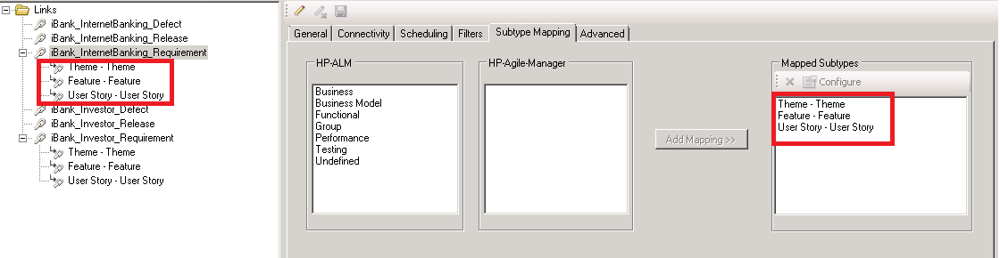 Links
iBank_InternetBanking_Defect
iBank_InternetBanking_Release
iBank_InternetBanking_Requirement
Theme - Theme
Feature - Feature
User Story - User Story
iBank_Investor_Defect
iBank_Investor_Release
iBank_Investor_Requirement
Theme - Theme
Feature - Feature
User Story - User Story
General Connectivity Scheduling Filters Subtype Mapping Advanced
HP-ALM
Business
Business Model
Functional
Group
Performance
Testing
Undefined
HP-Agile-Manager
Add Mapping >>
Mapped Subtypes
Configure
Theme - Theme
Feature - Feature
User Story - User Story